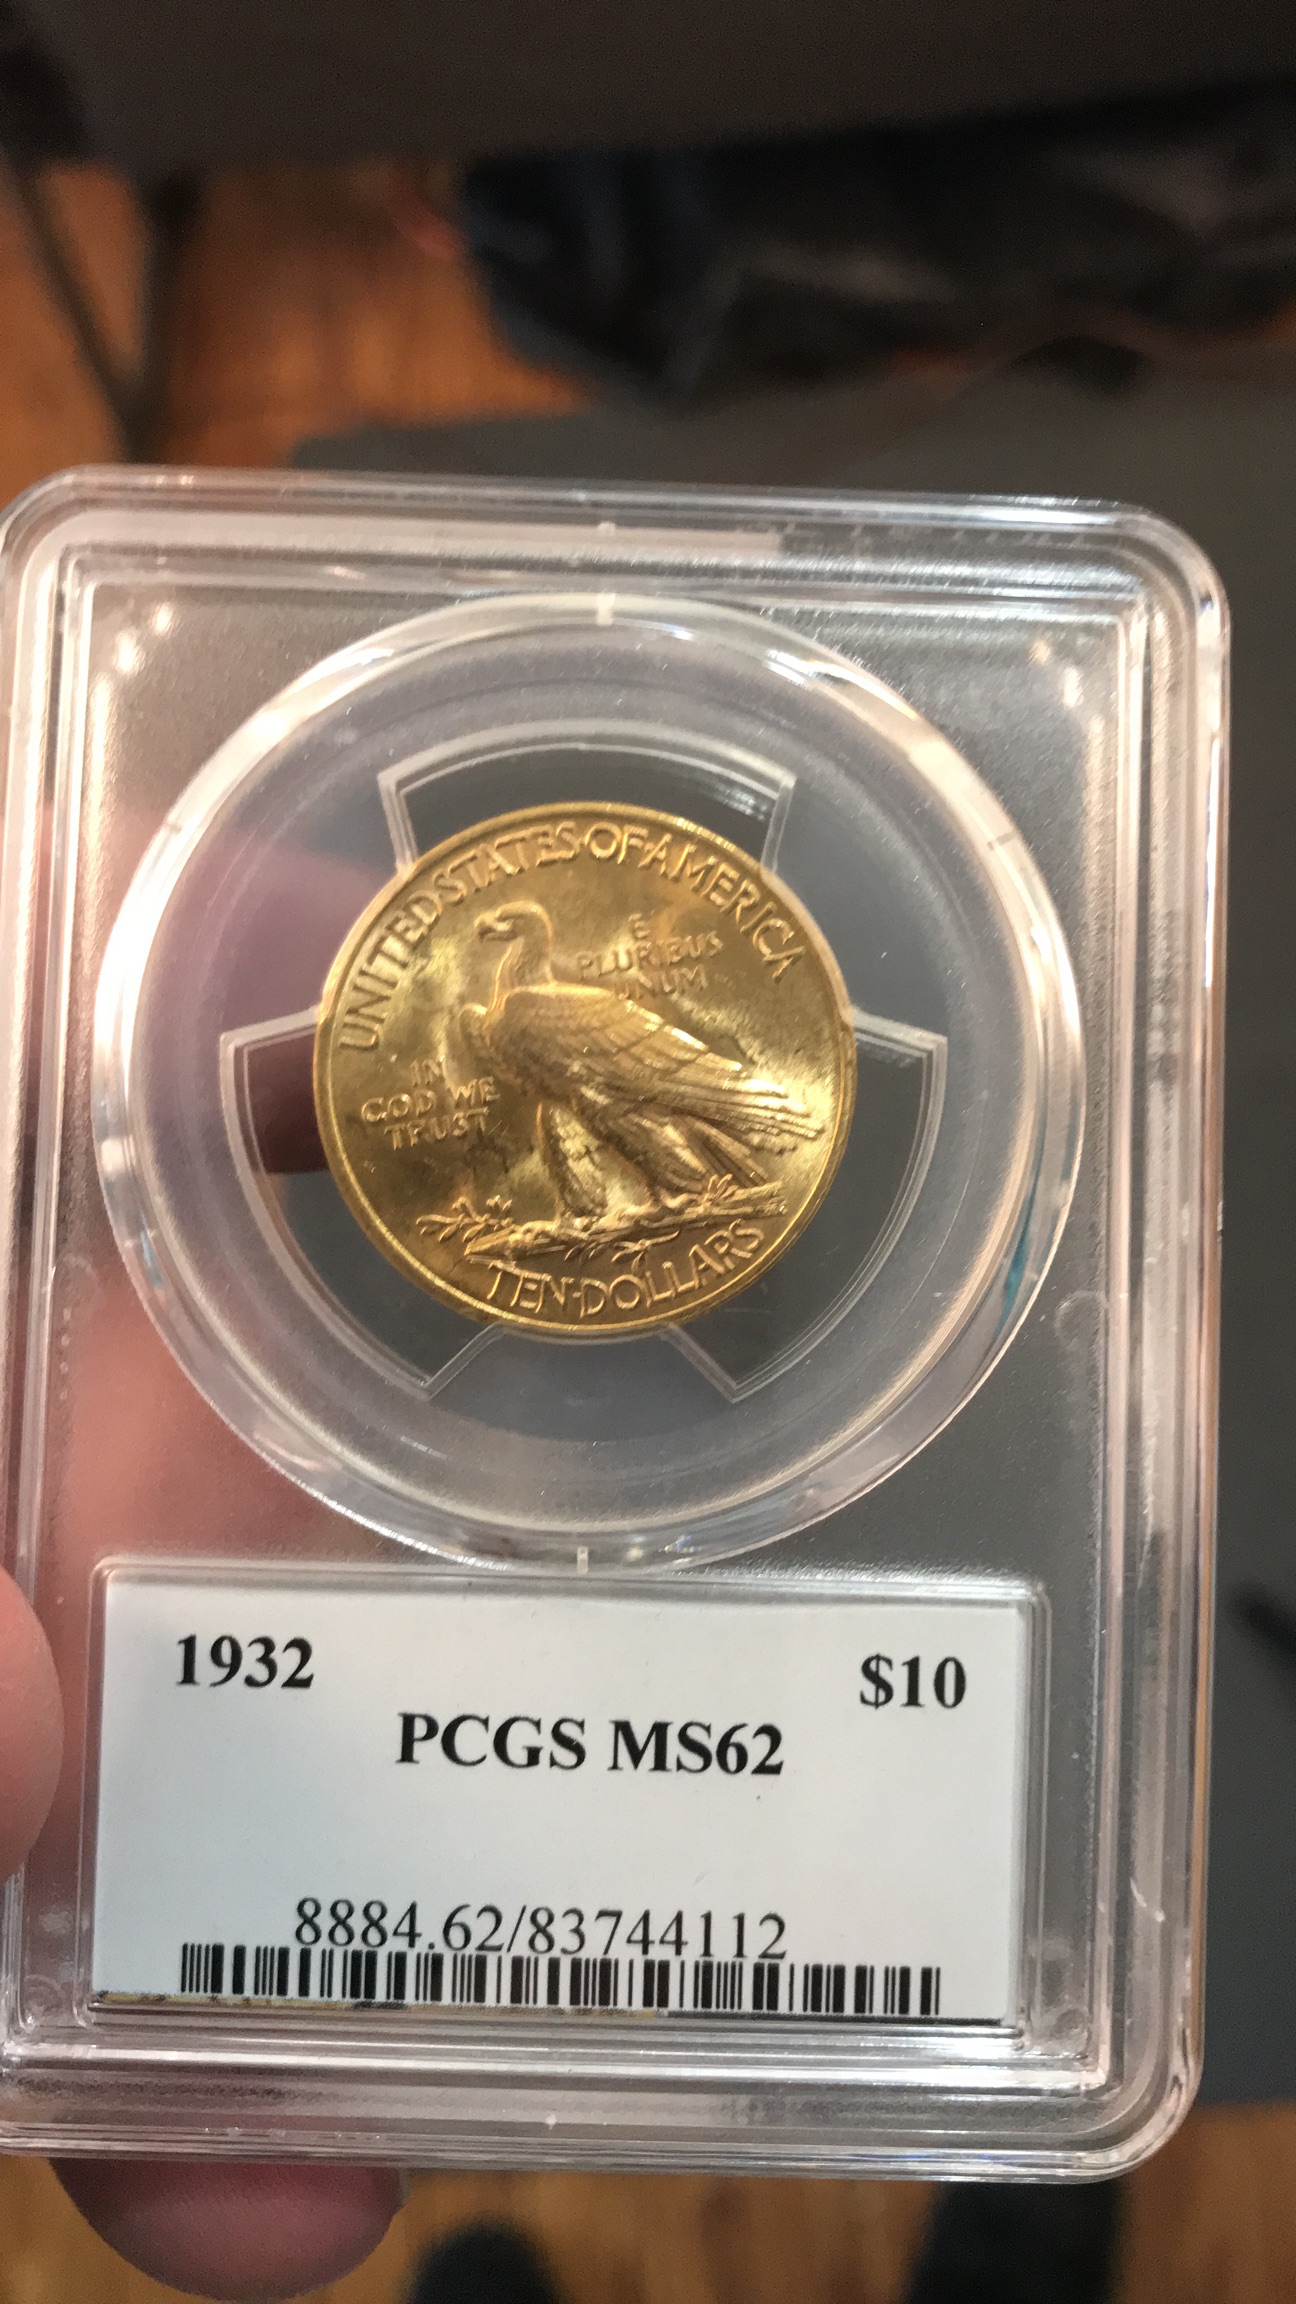 UNITED·STATES·OF·AMERICA
E
PLURIBUS
UNUM
IN
GOD WE
TRUST
TEN·DOLLARS
1932
$10
PCGS MS62
8884.62/83744112